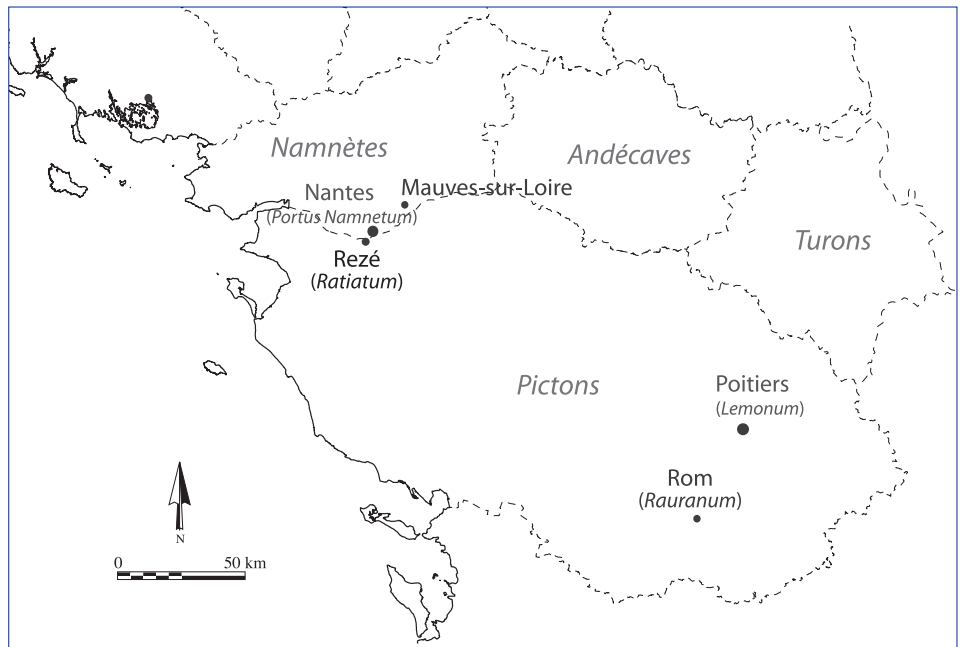 Namnètes
Andécaves
Nantes
(Portus Namnetum)
Mauves-sur-Loire
Rezé
(Ratiatum)
Turons
Pictons
Poitiers
(Lemonum)
Rom
(Rauranum)
N
0 50 km